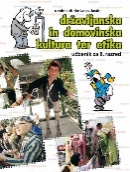 državljanska
in domovinska
kultura ter etika
učbenik za 8. razred